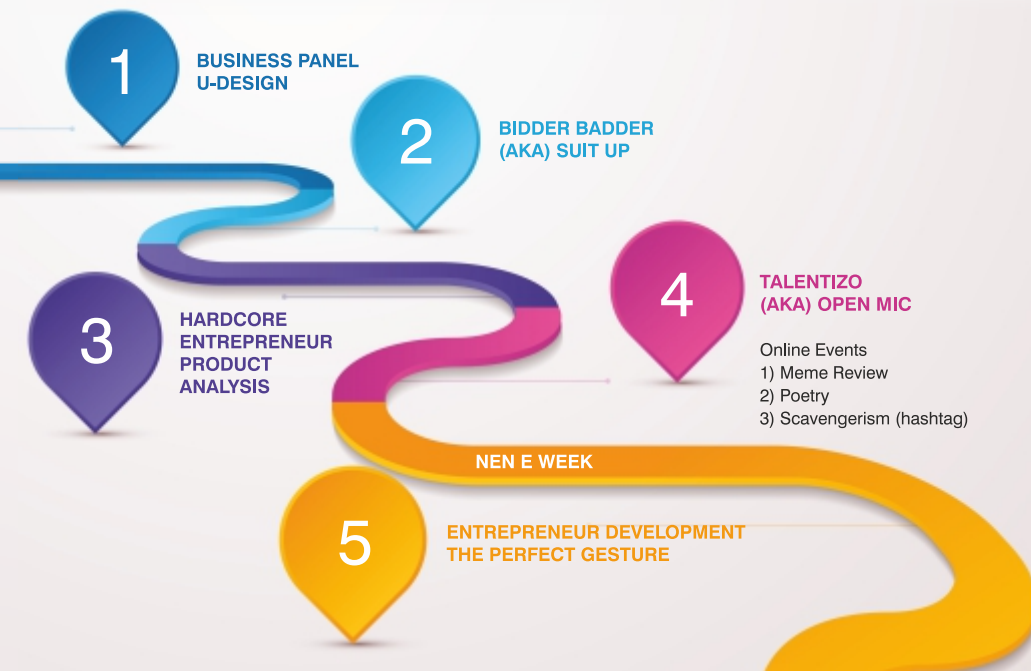 1
BUSINESS PANEL
U-DESIGN
2
BIDDER BADDER
(AKA) SUIT UP
3
HARDCORE
ENTREPRENEUR
PRODUCT
ANALYSIS
4
TALENTIZO
(AKA) OPEN MIC
Online Events
1) Meme Review
2) Poetry
3) Scavengerism (hashtag)
NEN E WEEK
5
ENTREPRENEUR DEVELOPMENT
THE PERFECT GESTURE